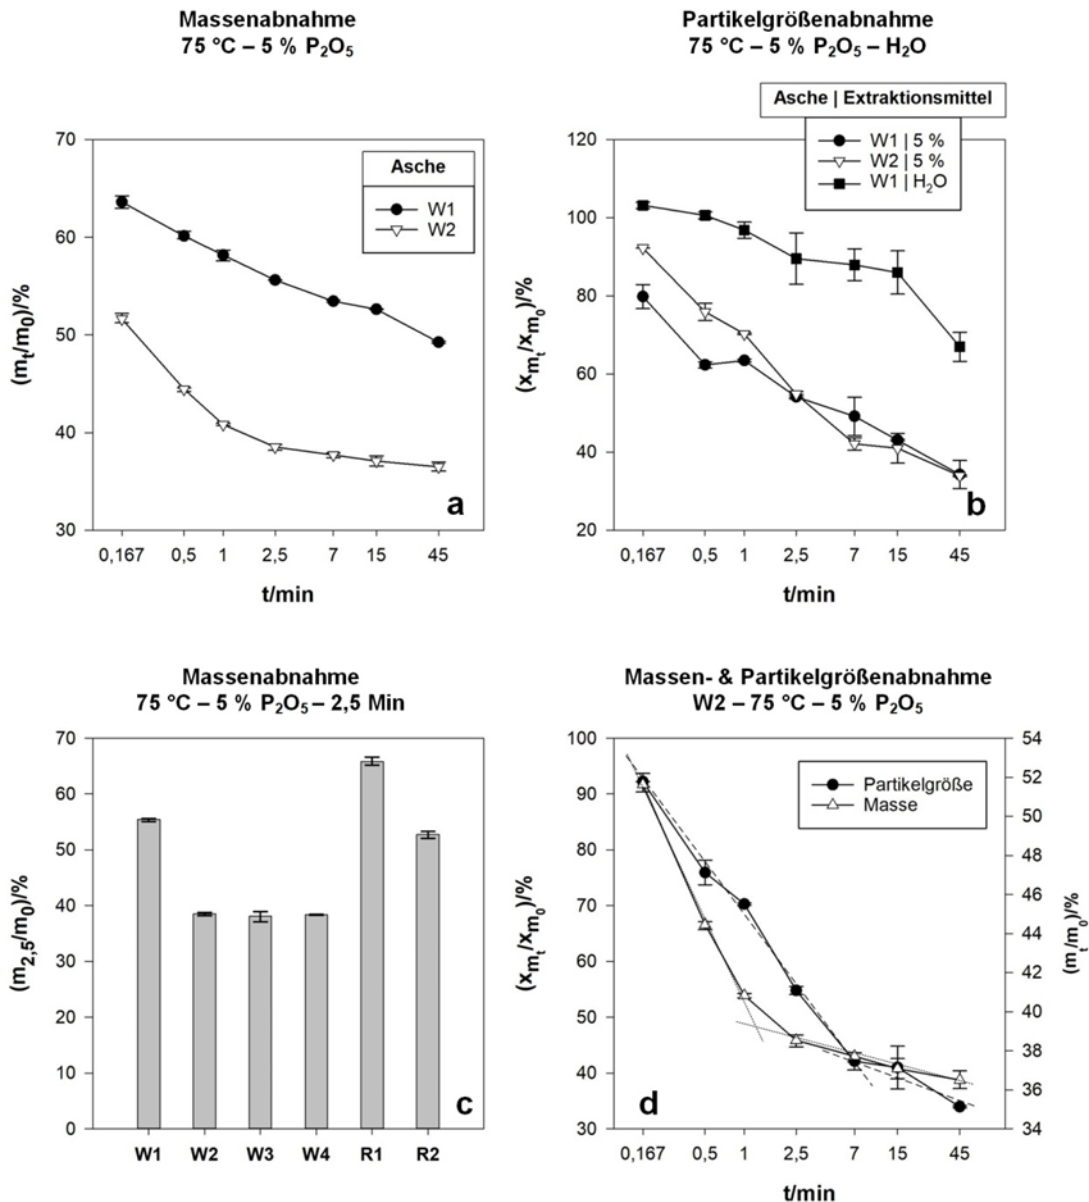 Massenabnahme
75 °C – 5 % P₂O₅
(mₜ/m₀)/%
70
60
50
40
30
Asche
W1
W2
a
0,167 0,5 1 2,5 7 15 45
t/min
Partikelgrößenabnahme
75 °C – 5 % P₂O₅ – H₂O
Asche | Extraktionsmittel
W1 | 5 %
W2 | 5 %
W1 | H₂O
(xₘₜ/xₘ₀)/%
120
100
80
60
40
20
b
0,167 0,5 1 2,5 7 15 45
t/min
Massenabnahme
75 °C – 5 % P₂O₅ – 2,5 Min
(m₂,₅/m₀)/%
70
60
50
40
30
20
10
0
c
W1 W2 W3 W4 R1 R2
Massen- & Partikelgrößenabnahme
W2 – 75 °C – 5 % P₂O₅
(xₘₜ/xₘ₀)/%
100
90
80
70
60
50
40
30
Partikelgröße
Masse
54
52
50
48
46
44
42
40
38
36
34
(mₜ/m₀)/%
d
0,167 0,5 1 2,5 7 15 45
t/min